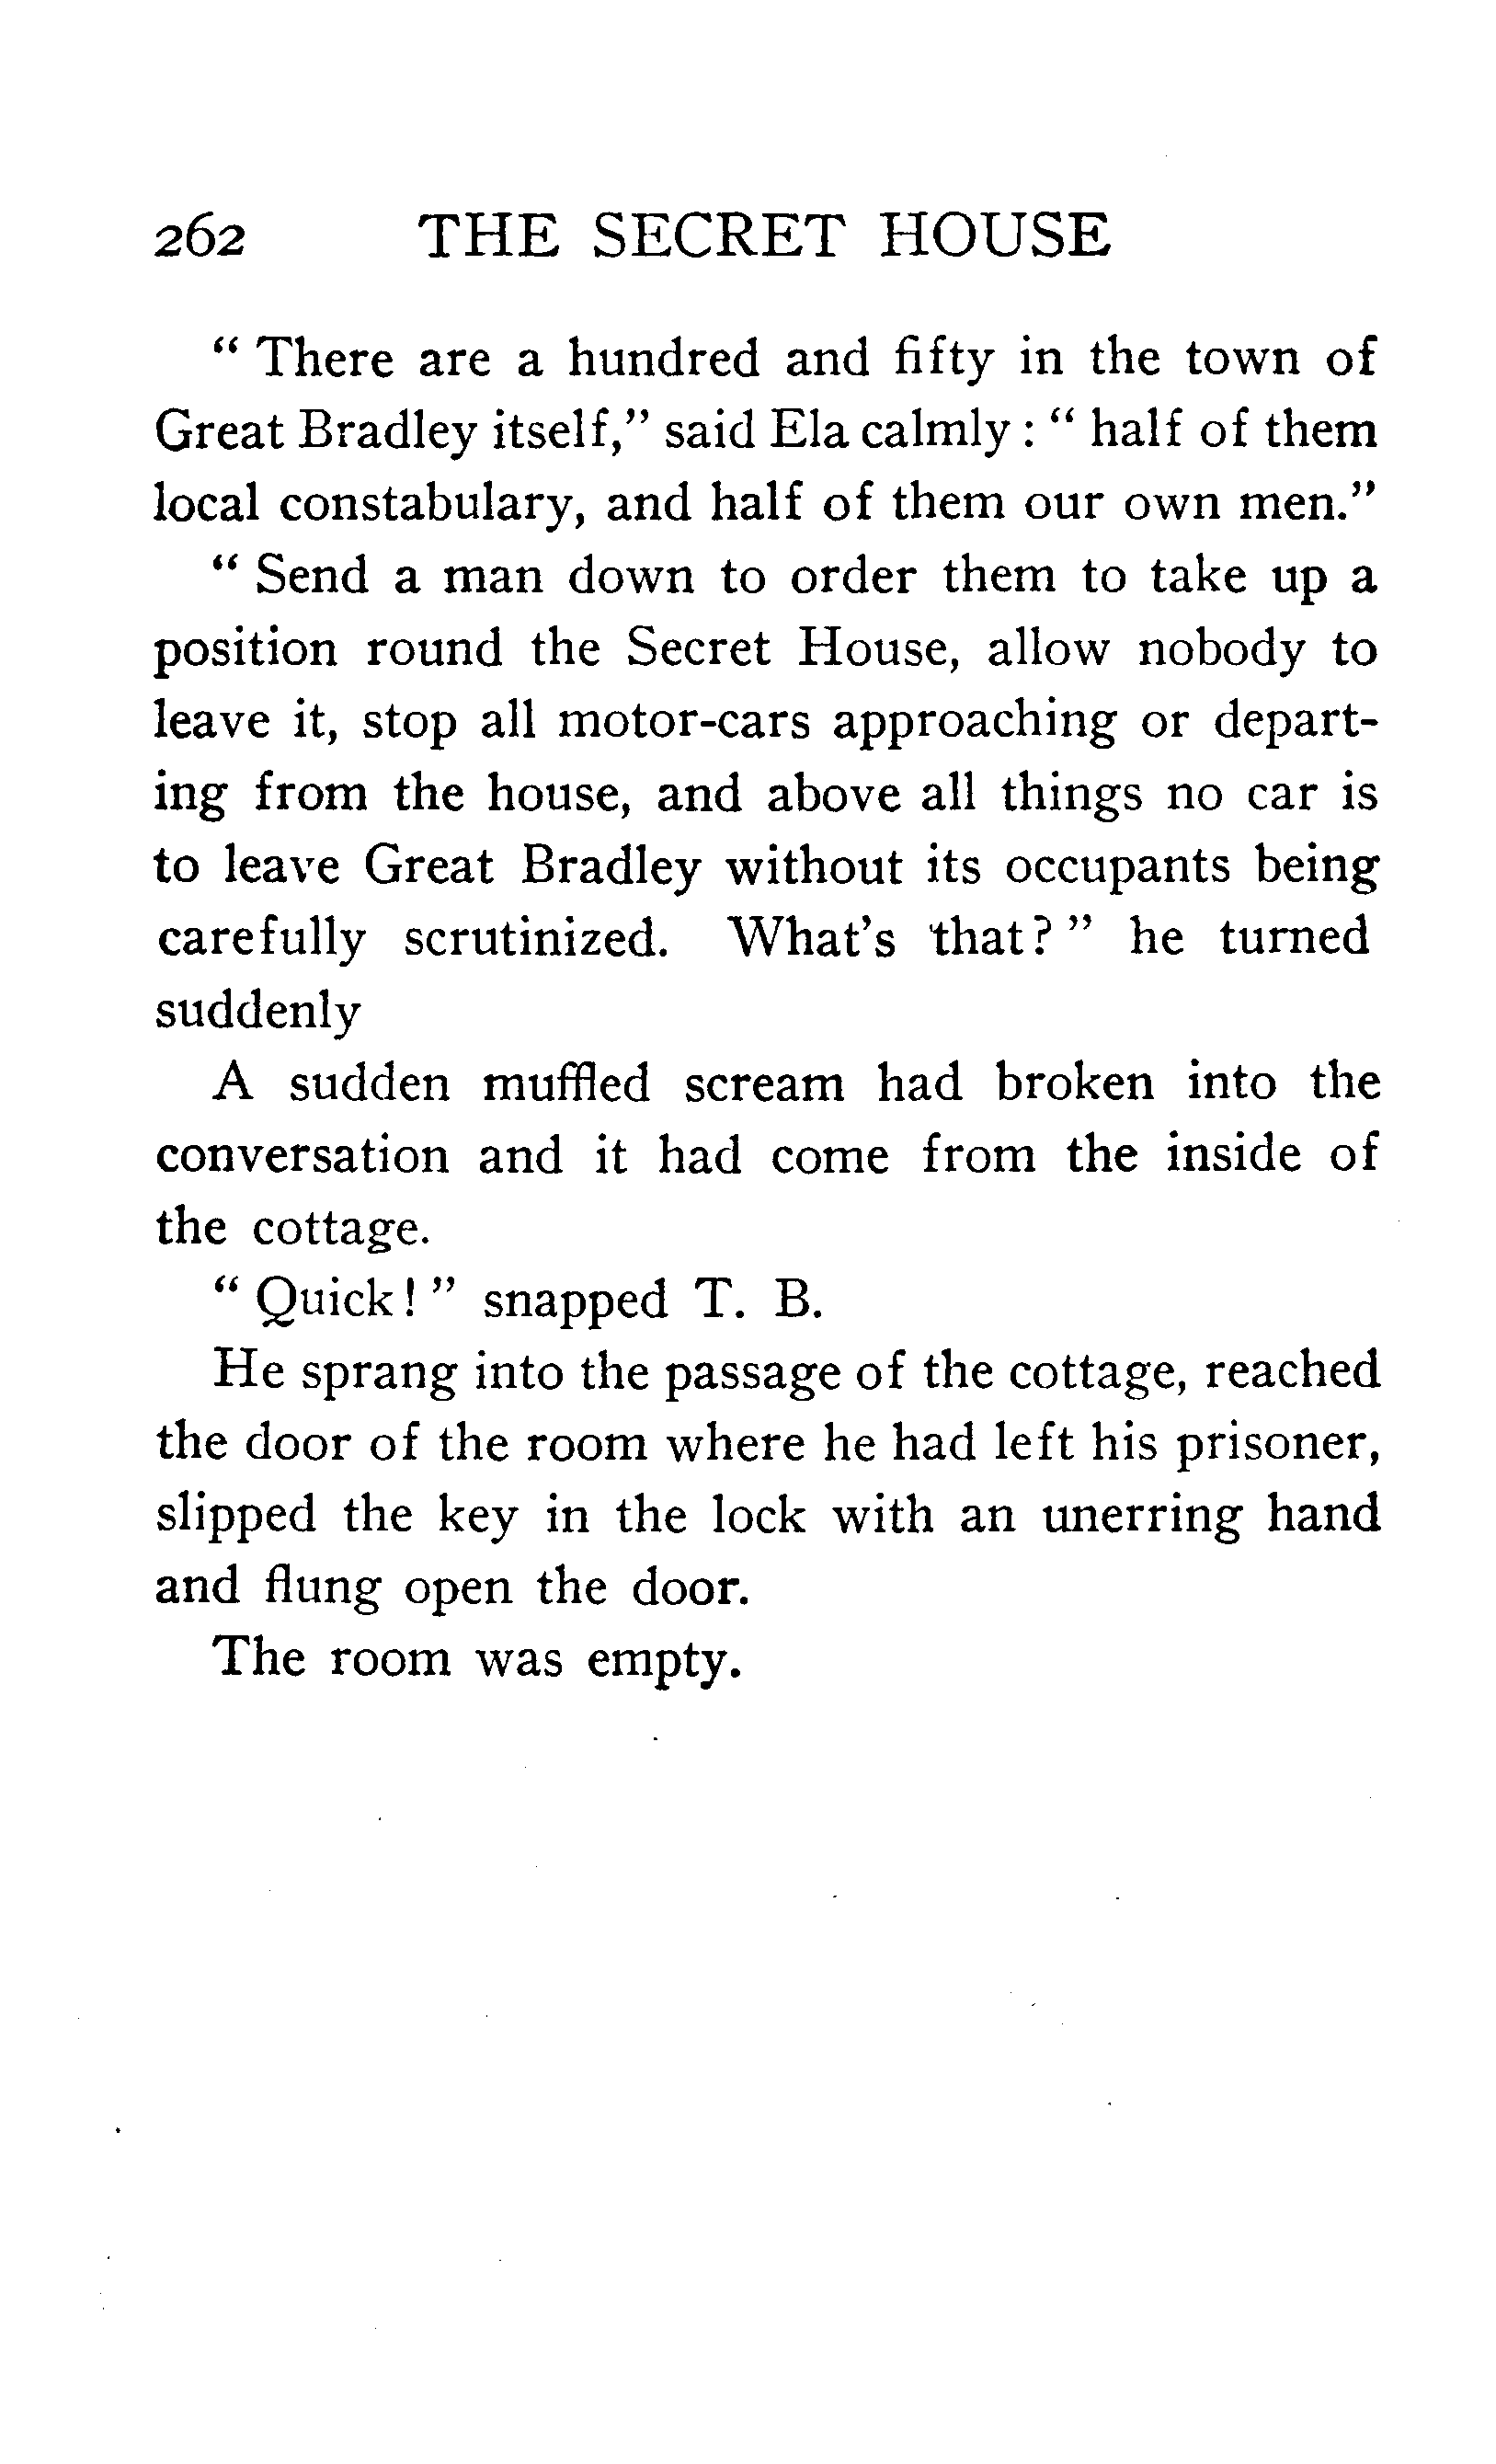 262 THE SECRET HOUSE
“ There are a hundred and fifty in the town of
Great Bradley itself,” said Ela calmly : “ half of them
local constabulary, and half of them our own men.”
“ Send a man down to order them to take up a
position round the Secret House, allow nobody to
leave it, stop all motor-cars approaching or depart-
ing from the house, and above all things no car is
to leave Great Bradley without its occupants being
carefully scrutinized. What's that ? ” he turned
suddenly
A sudden muffled scream had broken into the
conversation and it had come from the inside of
the cottage.
“ Quick ! ” snapped T. B.
He sprang into the passage of the cottage, reached
the door of the room where he had left his prisoner,
slipped the key in the lock with an unerring hand
and flung open the door.
The room was empty.